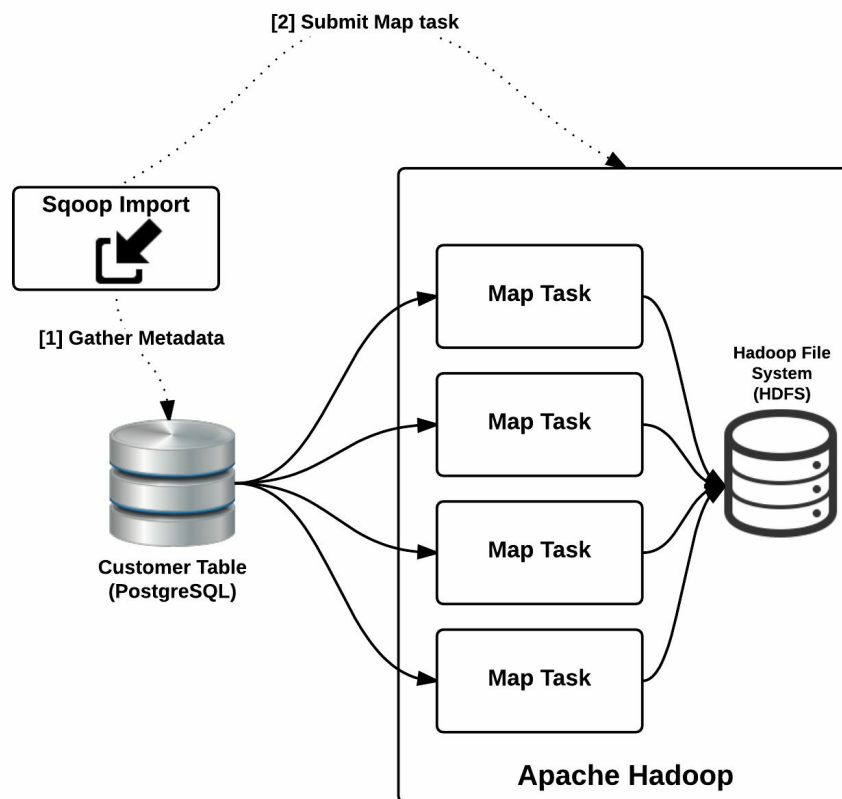 [2] Submit Map task
Sqoop Import
[1] Gather Metadata
Customer Table
(PostgreSQL)
Map Task
Map Task
Map Task
Map Task
Hadoop File
System
(HDFS)
Apache Hadoop